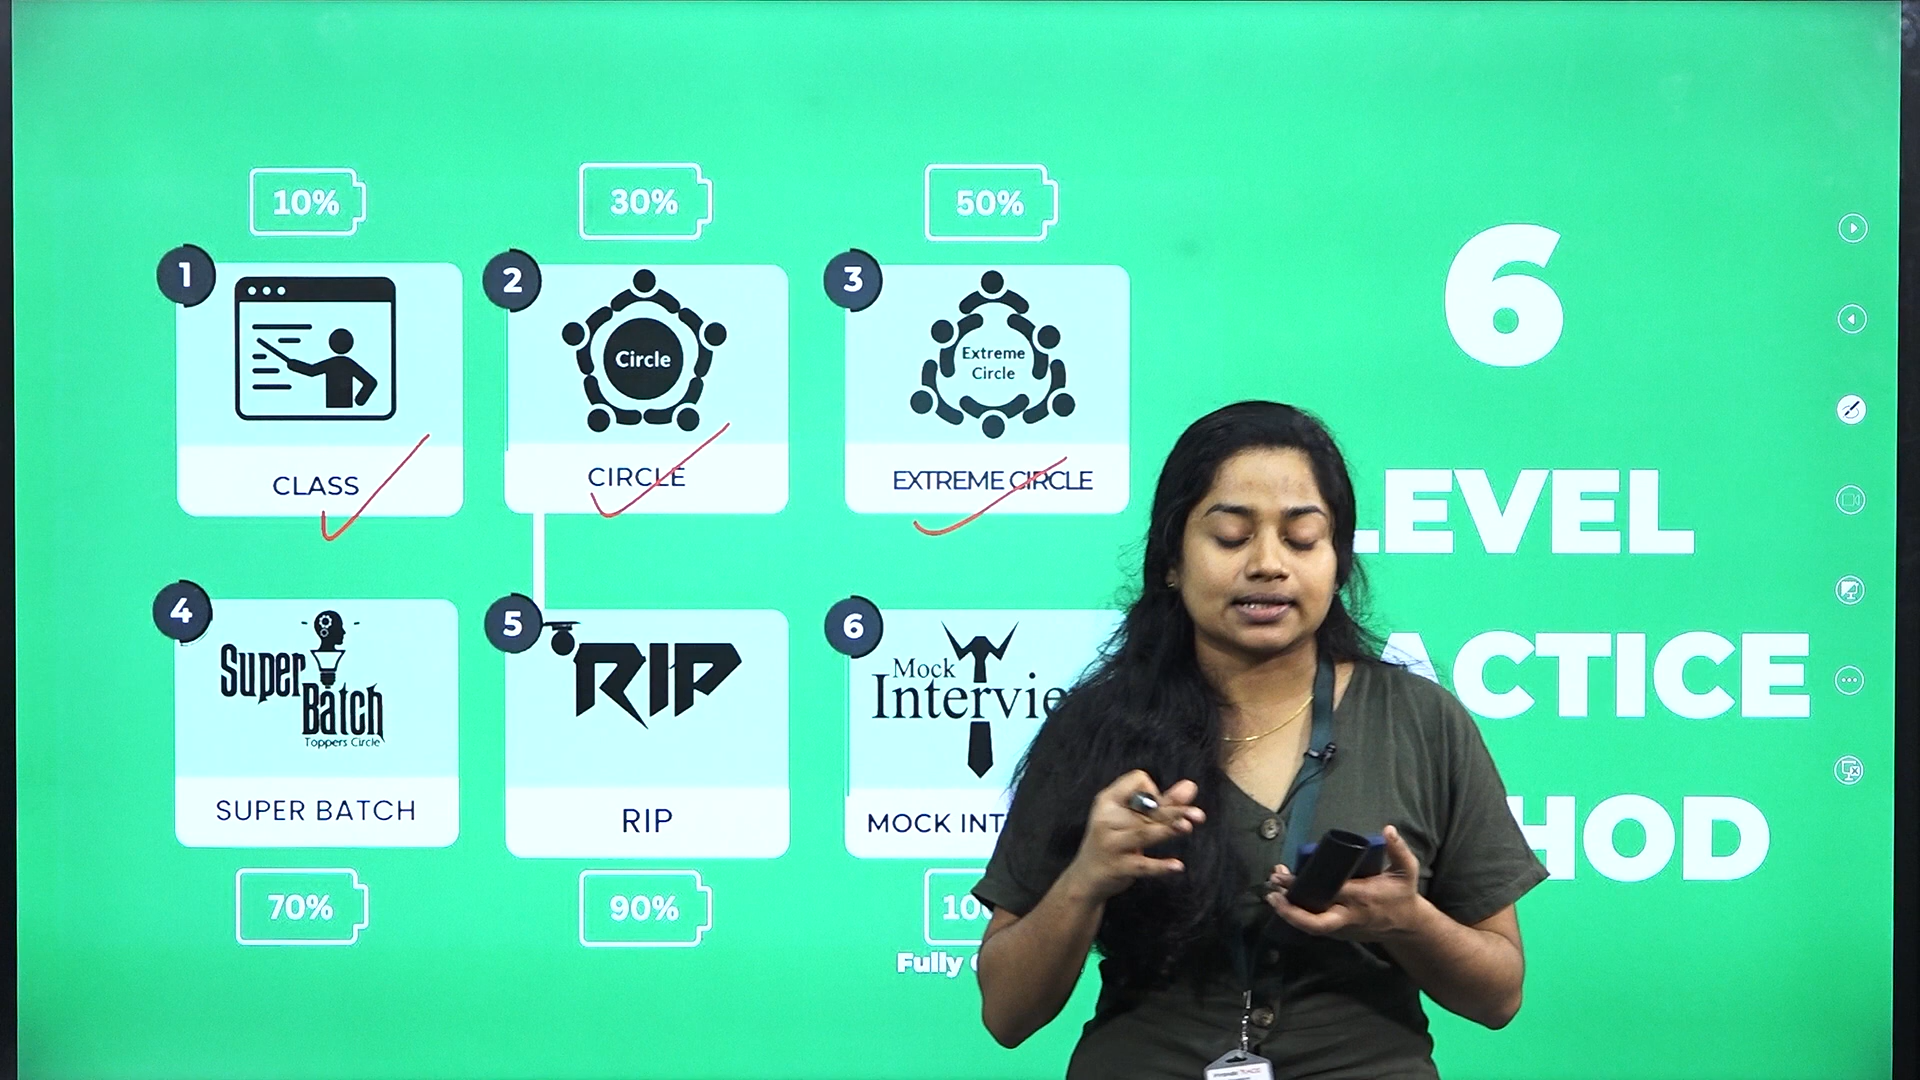 10%
30%
50%
1
2
3
Circle
Extreme
Circle
CLASS
CIRCLE
EXTREME CIRCLE
4
5
6
Super
Batch
Toppers Circle
RIP
Mock
Intervie
SUPER BATCH
RIP
MOCK INT
70%
90%
10
Fully
6
LEVEL
ACTICE
HOD